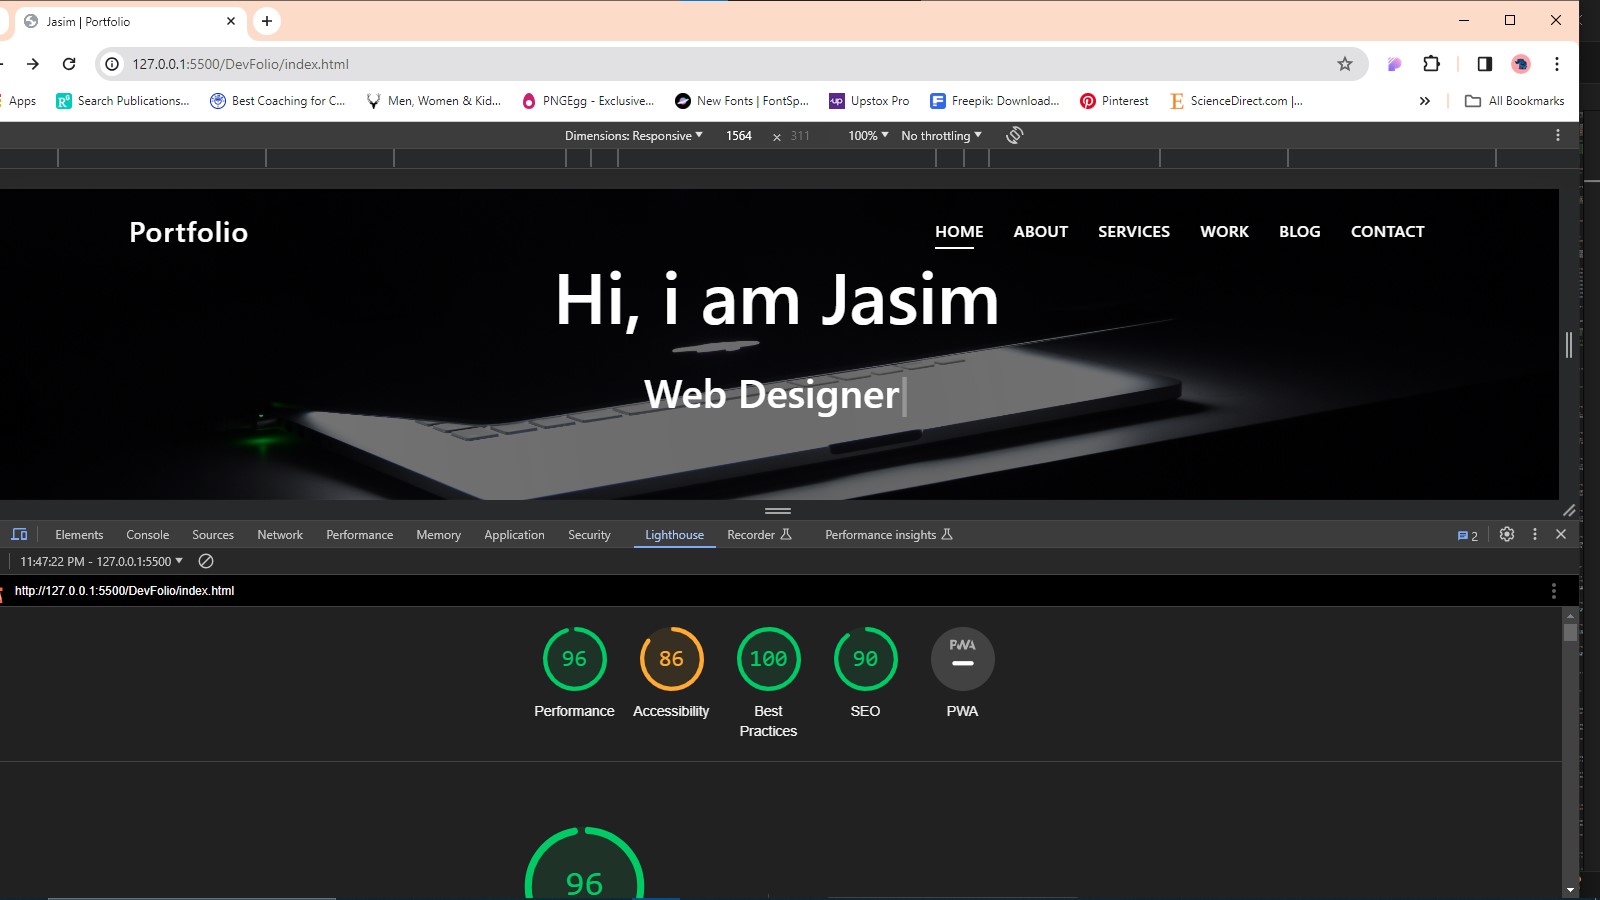 Jasim | Portfolio
127.0.0.1:5500/DevFolio/index.html
Apps Search Publications... Best Coaching for C... Men, Women & Kid... PNGEgg - Exclusive... New Fonts | FontSp... Upstox Pro Freepik: Download... Pinterest ScienceDirect.com |... » All Bookmarks
Dimensions: Responsive 1564 × 311 100% No throttling
Portfolio HOME ABOUT SERVICES WORK BLOG CONTACT
Hi, i am Jasim
Web Designer|
Elements Console Sources Network Performance Memory Application Security Lighthouse Recorder Performance insights 2
11:47:22 PM - 127.0.0.1:5500
http://127.0.0.1:5500/DevFolio/index.html
96 86 100 90 PWA
Performance Accessibility Best Practices SEO PWA
96